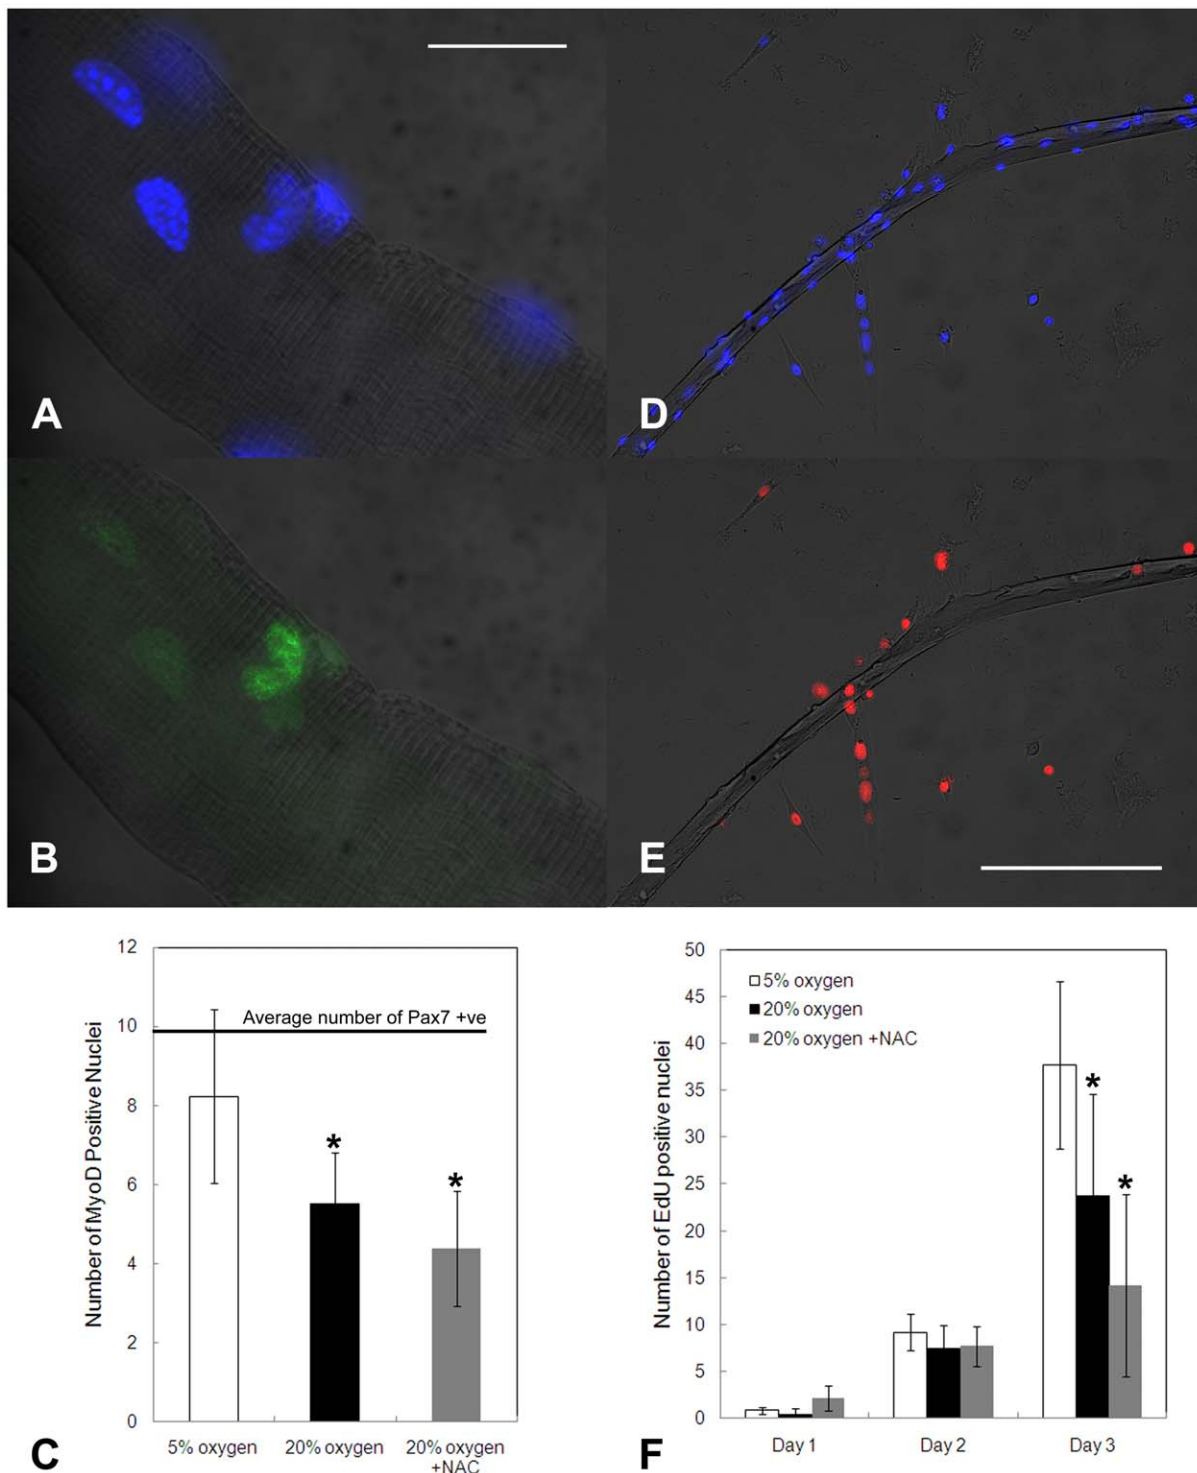 A
D
B
E
Number of MyoD Positive Nuclei
12
10
8
6
4
2
0
Average number of Pax7 +ve
*
*
5% oxygen
20% oxygen
20% oxygen
+NAC
C
Number of EdU positive nuclei
50
45
40
35
30
25
20
15
10
5
0
5% oxygen
20% oxygen
20% oxygen +NAC
*
*
Day 1
Day 2
Day 3
F